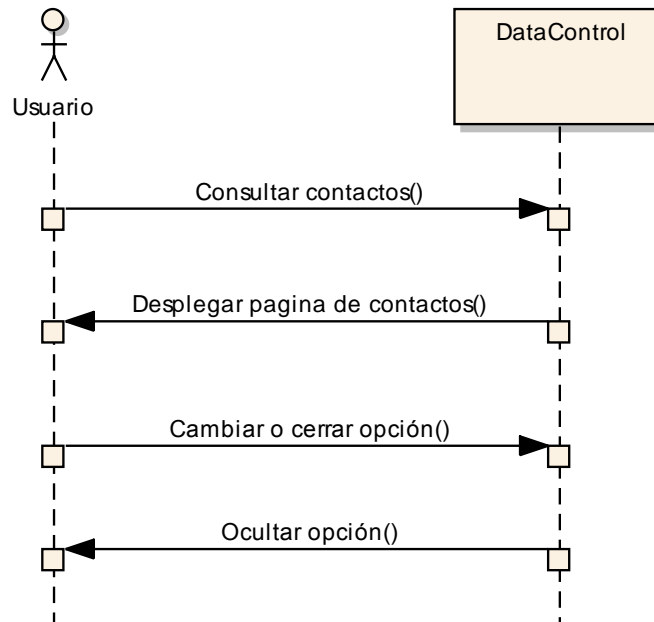 DataControl
Usuario
Consultar contactos()
Desplegar pagina de contactos()
Cambiar o cerrar opción()
Ocultar opción()